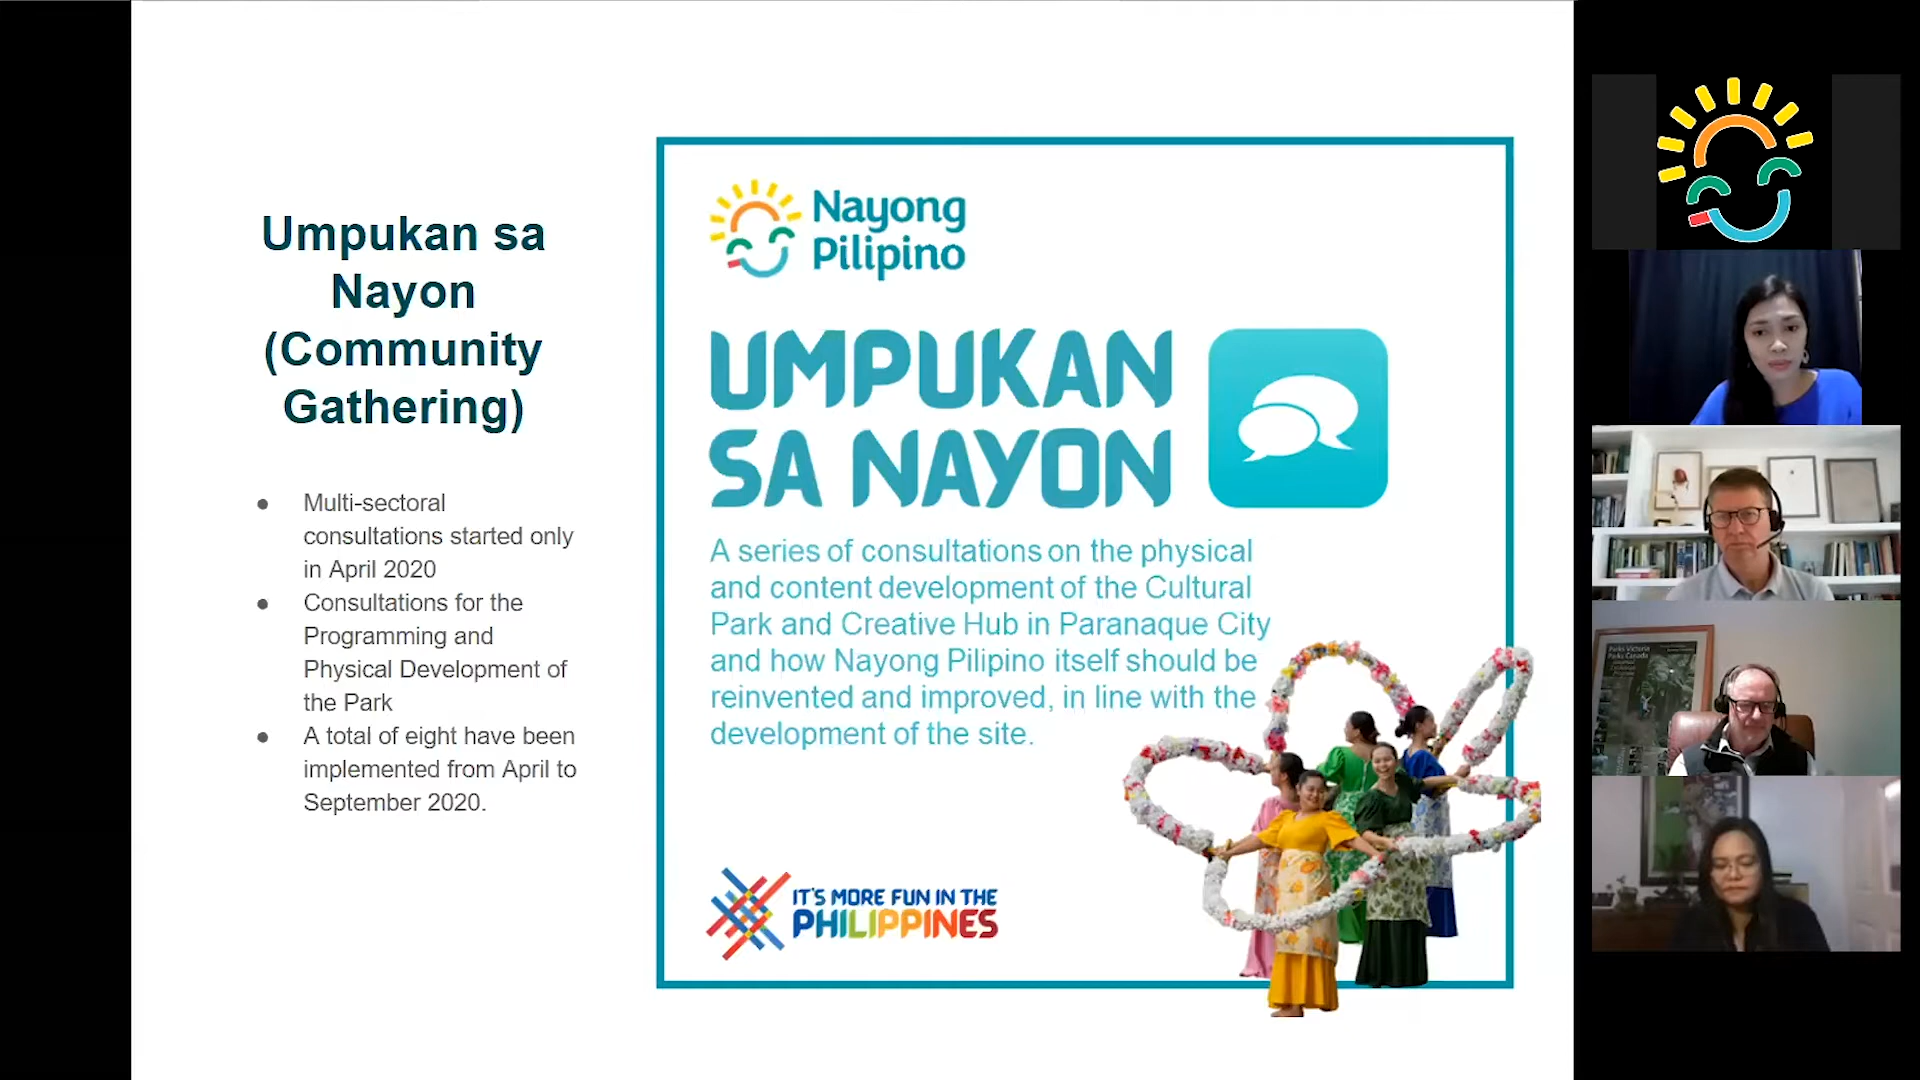 Umpukan sa
Nayon
(Community
Gathering)
● Multi-sectoral
consultations started only
in April 2020
● Consultations for the
Programming and
Physical Development of
the Park
● A total of eight have been
implemented from April to
September 2020.
Nayong
Pilipino
UMPUKAN
SA NAYON
A series of consultations on the physical
and content development of the Cultural
Park and Creative Hub in Paranaque City
and how Nayong Pilipino itself should be
reinvented and improved, in line with the
development of the site.
IT'S MORE FUN IN THE
PHILIPPINES
Parks Victoria
Parks Canada